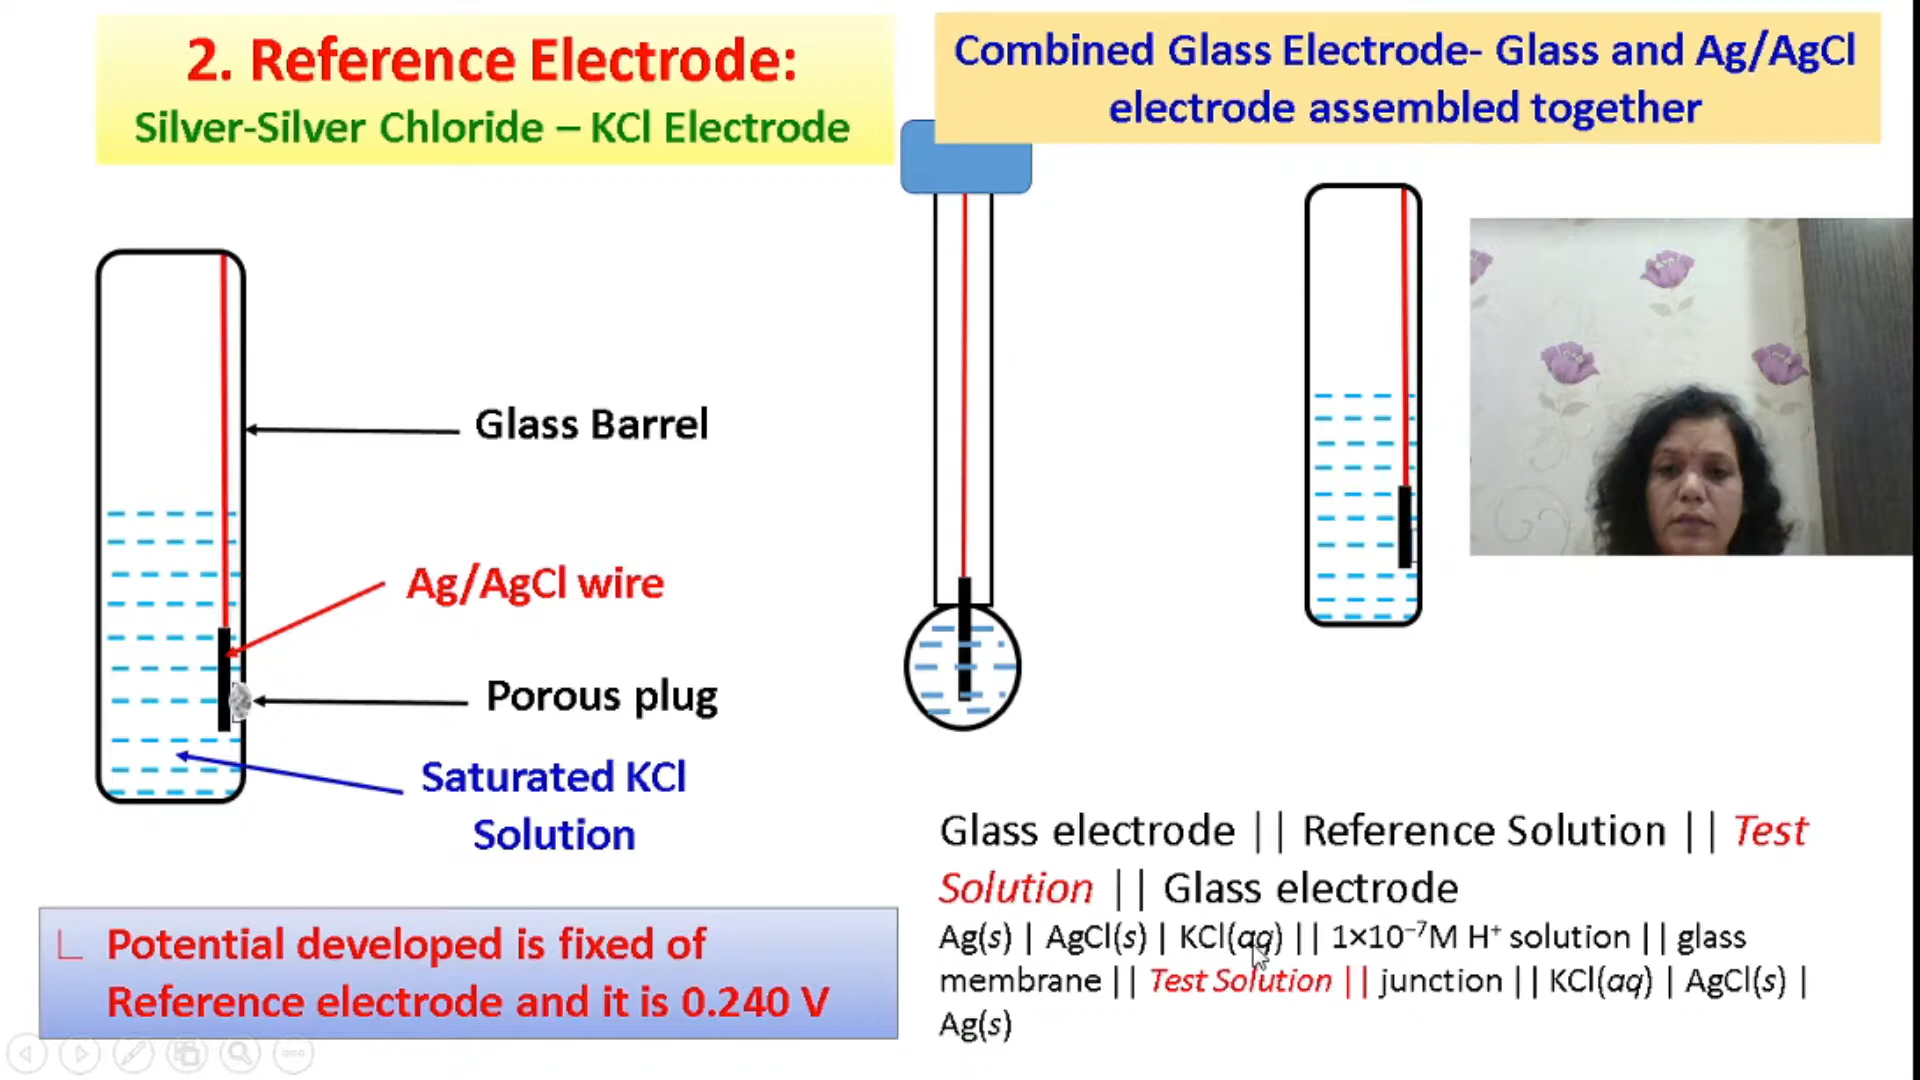 2. Reference Electrode:
Silver-Silver Chloride – KCl Electrode
Combined Glass Electrode- Glass and Ag/AgCl
electrode assembled together
Glass Barrel
Ag/AgCl wire
Porous plug
Saturated KCl
Solution
Potential developed is fixed of
Reference electrode and it is 0.240 V
Glass electrode || Reference Solution || Test
Solution || Glass electrode
Ag(s) | AgCl(s) | KCl(aq) || 1×10⁻⁷M H⁺ solution || glass
membrane || Test Solution || junction || KCl(aq) | AgCl(s) |
Ag(s)